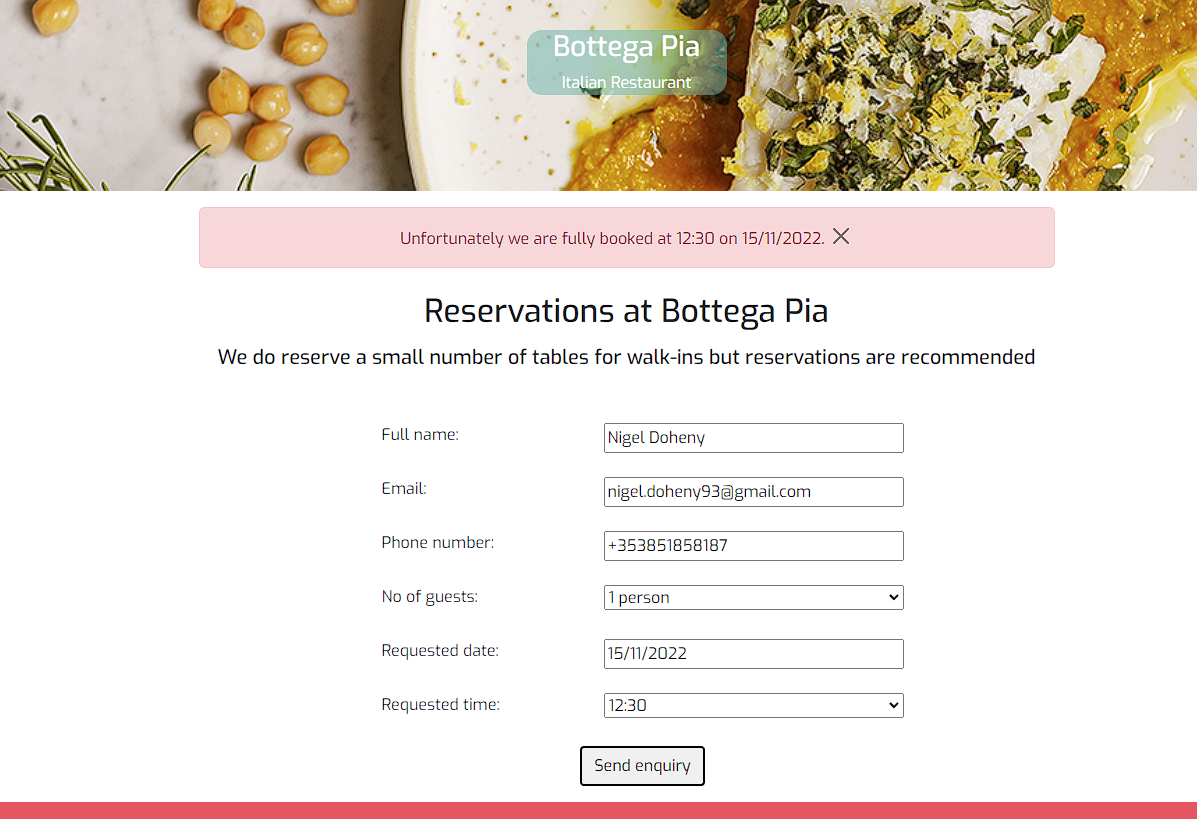 Bottega Pia
Italian Restaurant
Unfortunately we are fully booked at 12:30 on 15/11/2022.
Reservations at Bottega Pia
We do reserve a small number of tables for walk-ins but reservations are recommended
Full name: Nigel Doheny
Email: nigel.doheny93@gmail.com
Phone number: +353851858187
No of guests: 1 person
Requested date: 15/11/2022
Requested time: 12:30
Send enquiry